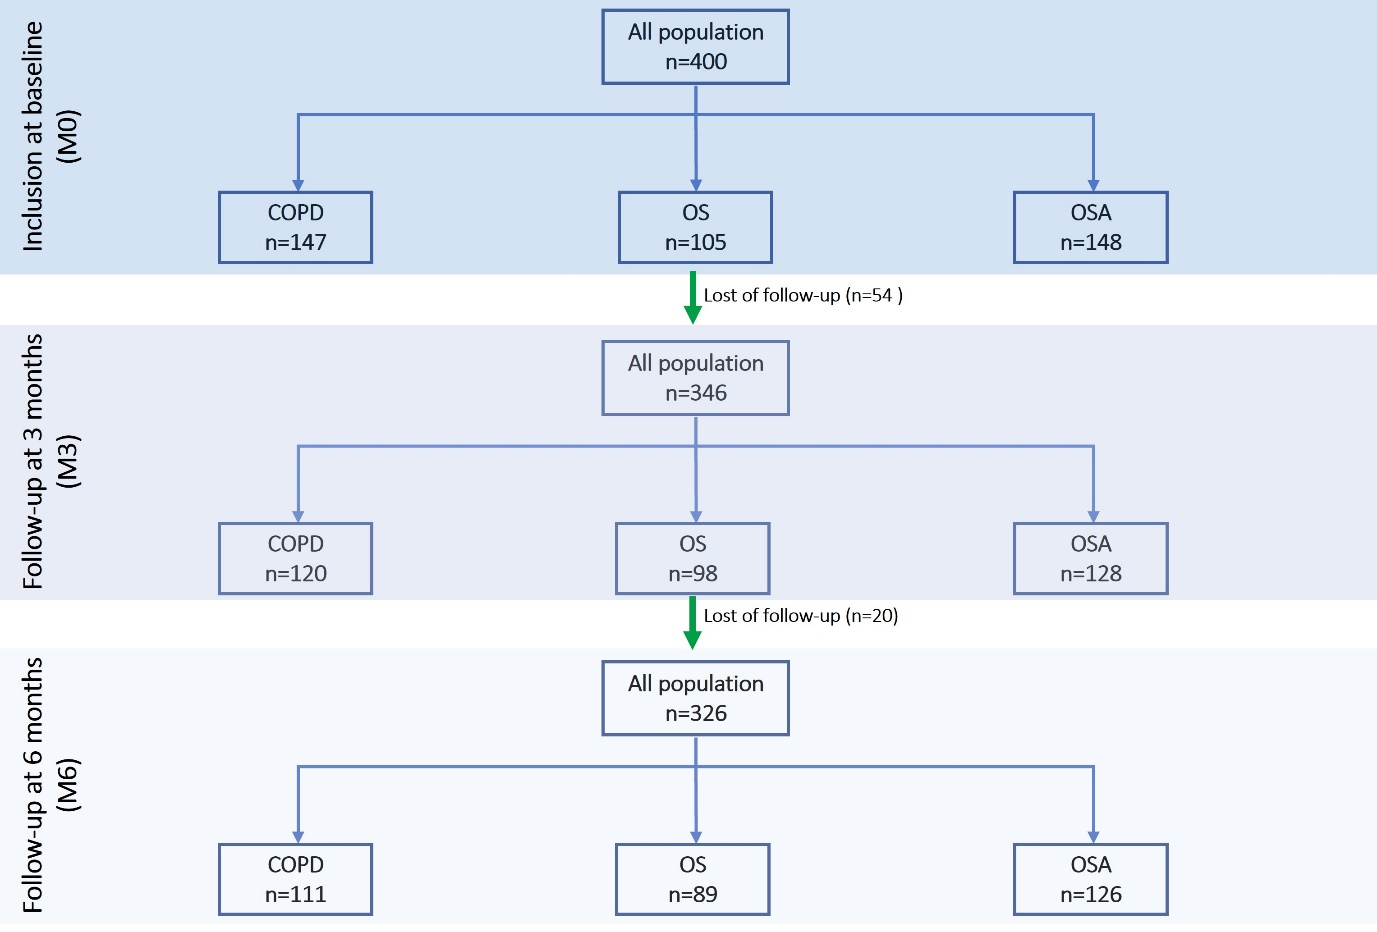 Inclusion at baseline
(M0)
All population
n=400
COPD
n=147
OS
n=105
OSA
n=148
Lost of follow-up (n=54 )
Follow-up at 3 months
(M3)
All population
n=346
COPD
n=120
OS
n=98
OSA
n=128
Lost of follow-up (n=20)
Follow-up at 6 months
(M6)
All population
n=326
COPD
n=111
OS
n=89
OSA
n=126